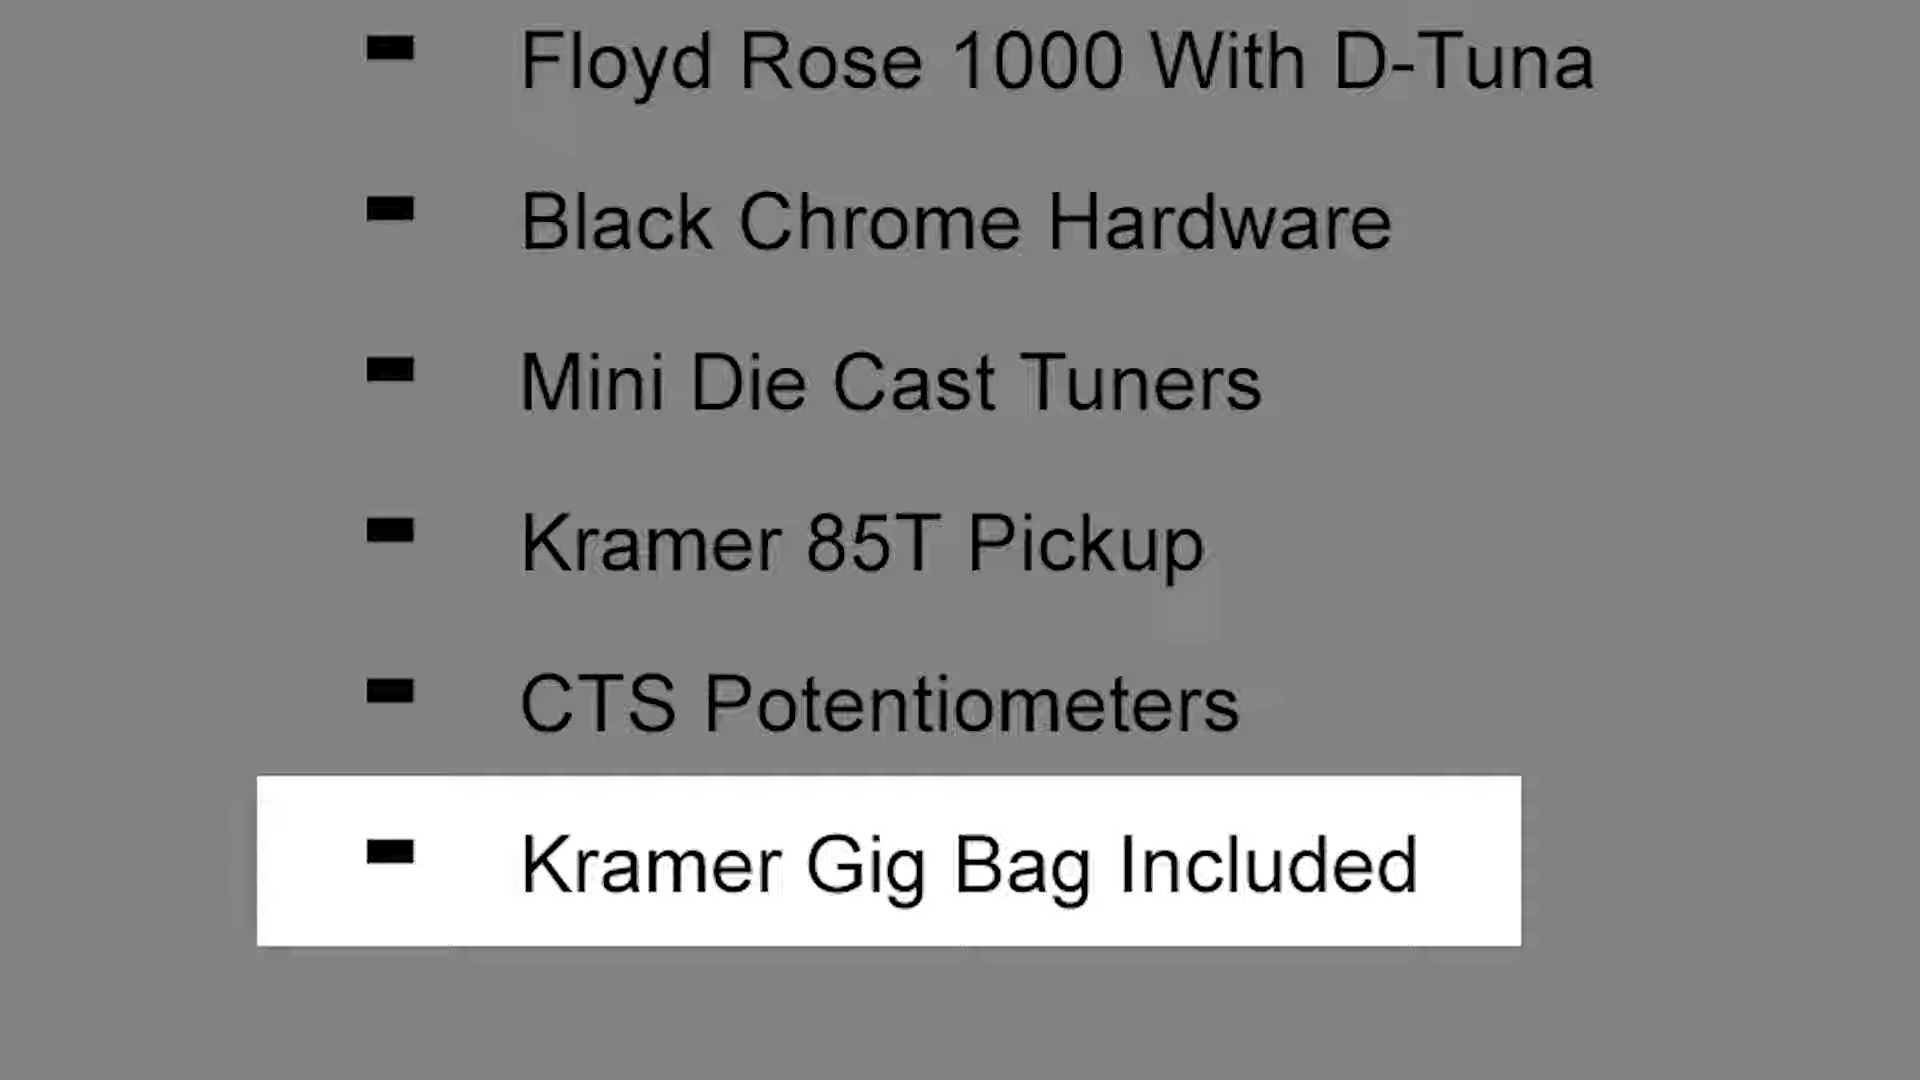 - Floyd Rose 1000 With D-Tuna
- Black Chrome Hardware
- Mini Die Cast Tuners
- Kramer 85T Pickup
- CTS Potentiometers
- Kramer Gig Bag Included